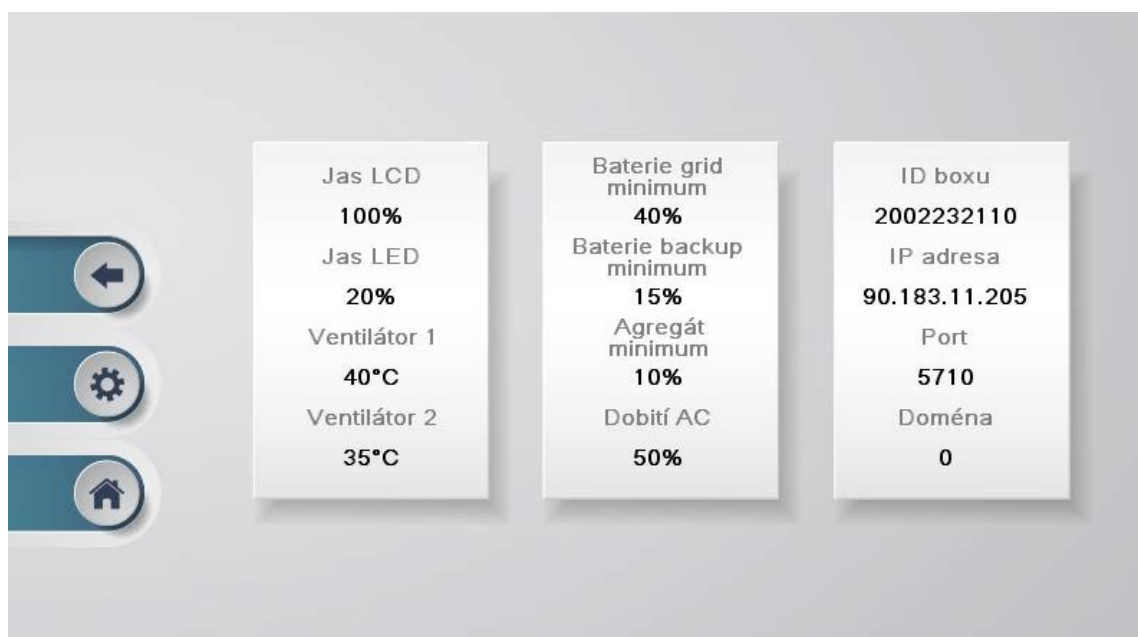 Jas LCD
100%
Jas LED
20%
Ventilátor 1
40°C
Ventilátor 2
35°C
Baterie grid
minimum
40%
Baterie backup
minimum
15%
Agregát
minimum
10%
Dobití AC
50%
ID boxu
2002232110
IP adresa
90.183.11.205
Port
5710
Doména
0